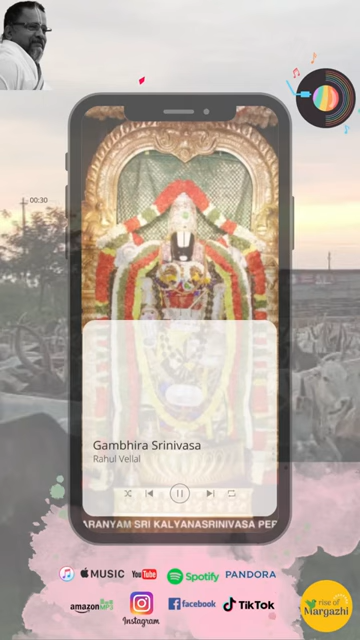 00:30
Gambhira Srinivasa
Rahul Vellal
ARANYAM SRI KALYANASRINIVASA PER
MUSIC
YouTube
Spotify
PANDORA
amazon MP3
Instagram
facebook
TikTok
rise of
Margazhi